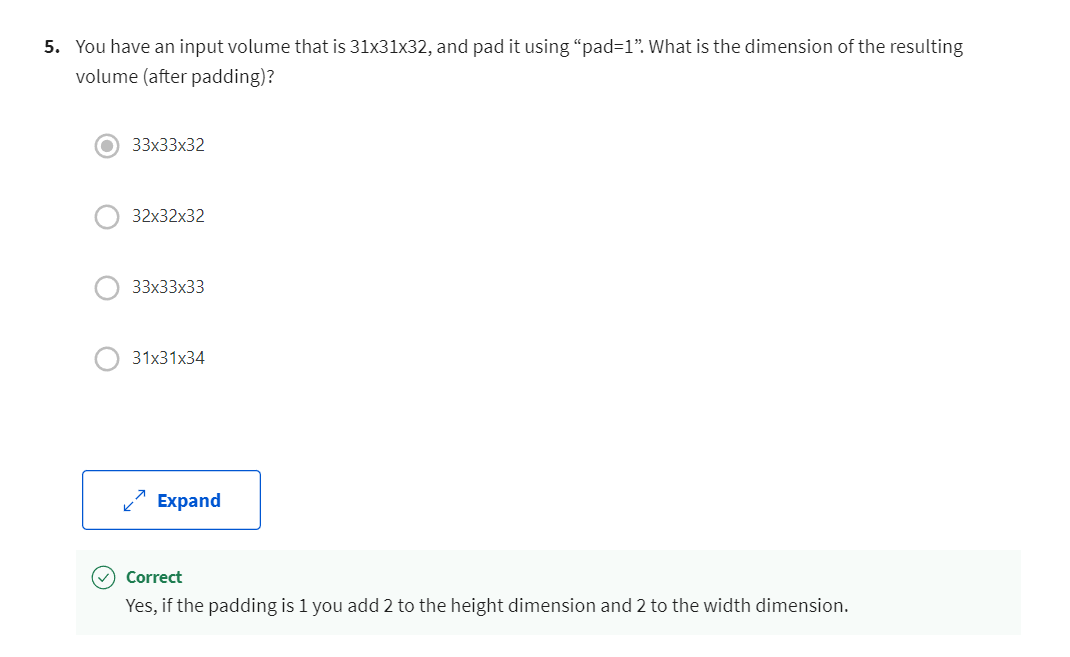 5. You have an input volume that is 31x31x32, and pad it using “pad=1”. What is the dimension of the resulting
volume (after padding)?
33x33x32
32x32x32
33x33x33
31x31x34
Expand
Correct
Yes, if the padding is 1 you add 2 to the height dimension and 2 to the width dimension.